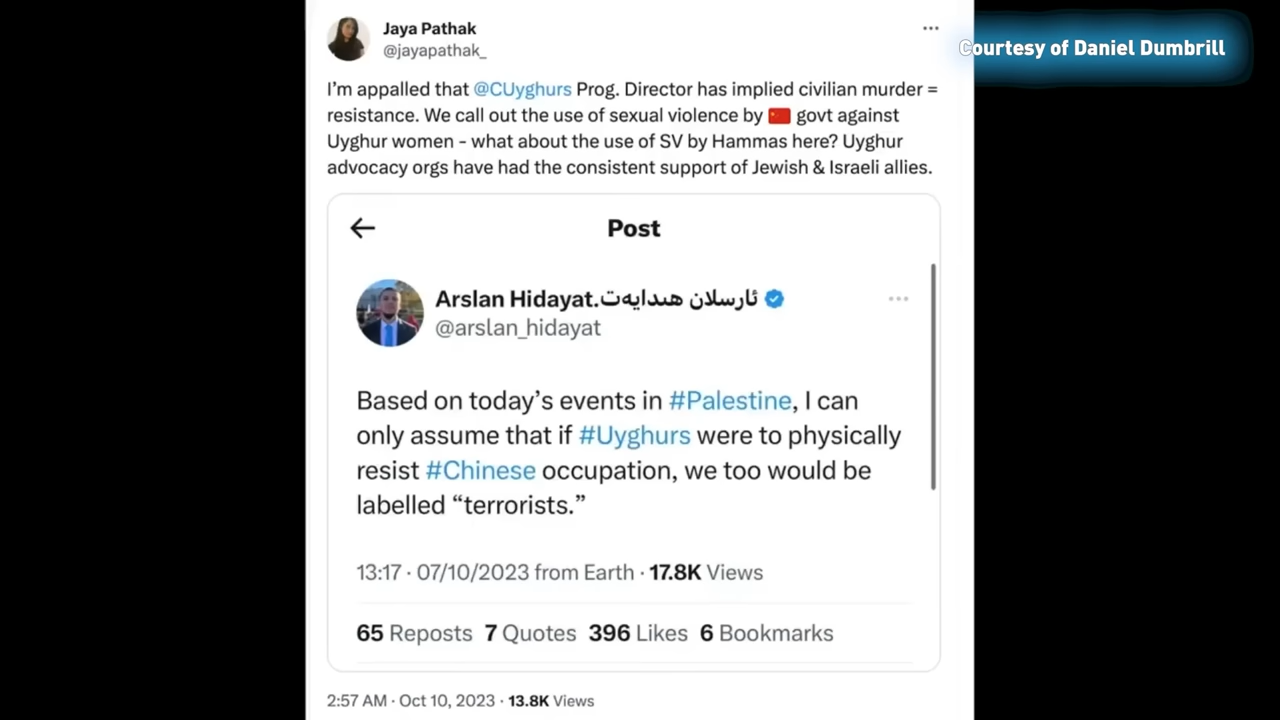 Jaya Pathak
@jayapathak_
Courtesy of Daniel Dumbrill
I'm appalled that @CUyghurs Prog. Director has implied civilian murder =
resistance. We call out the use of sexual violence by 🇨🇳 govt against
Uyghur women - what about the use of SV by Hammas here? Uyghur
advocacy orgs have had the consistent support of Jewish & Israeli allies.
Post
Arslan Hidayat.ئارسلان ھىدايەت
@arslan_hidayat
Based on today's events in #Palestine, I can
only assume that if #Uyghurs were to physically
resist #Chinese occupation, we too would be
labelled “terrorists.”
13:17 · 07/10/2023 from Earth · 17.8K Views
65 Reposts 7 Quotes 396 Likes 6 Bookmarks
2:57 AM · Oct 10, 2023 · 13.8K Views